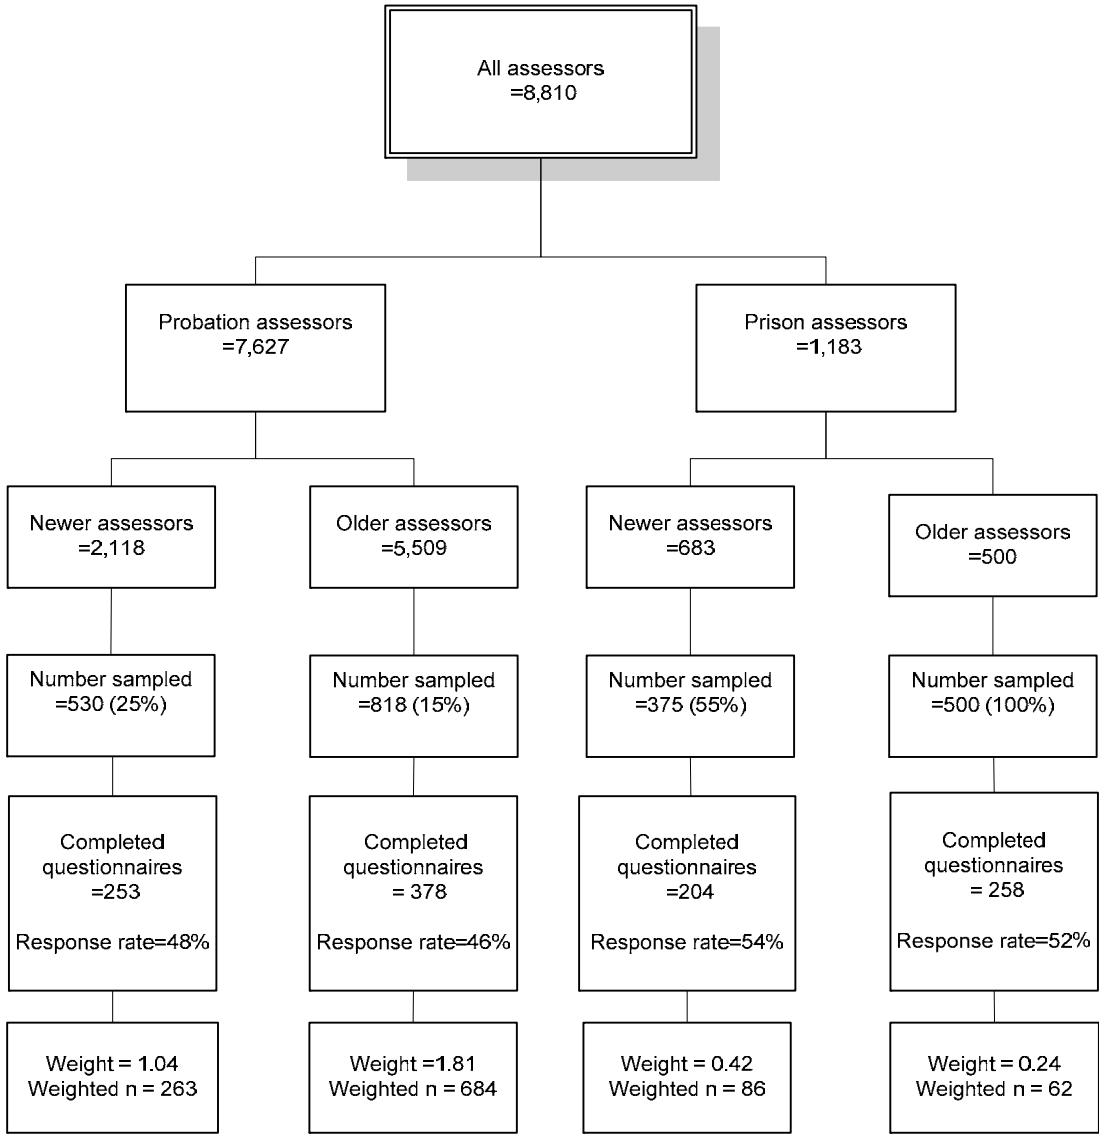 All assessors
=8,810
Probation assessors
=7,627
Prison assessors
=1,183
Newer assessors
=2,118
Older assessors
=5,509
Newer assessors
=683
Older assessors
=500
Number sampled
=530 (25%)
Number sampled
=818 (15%)
Number sampled
=375 (55%)
Number sampled
=500 (100%)
Completed
questionnaires
=253
Response rate=48%
Completed
questionnaires
= 378
Response rate=46%
Completed
questionnaires
=204
Response rate=54%
Completed
questionnaires
= 258
Response rate=52%
Weight = 1.04
Weighted n = 263
Weight =1.81
Weighted n = 684
Weight = 0.42
Weighted n = 86
Weight = 0.24
Weighted n = 62